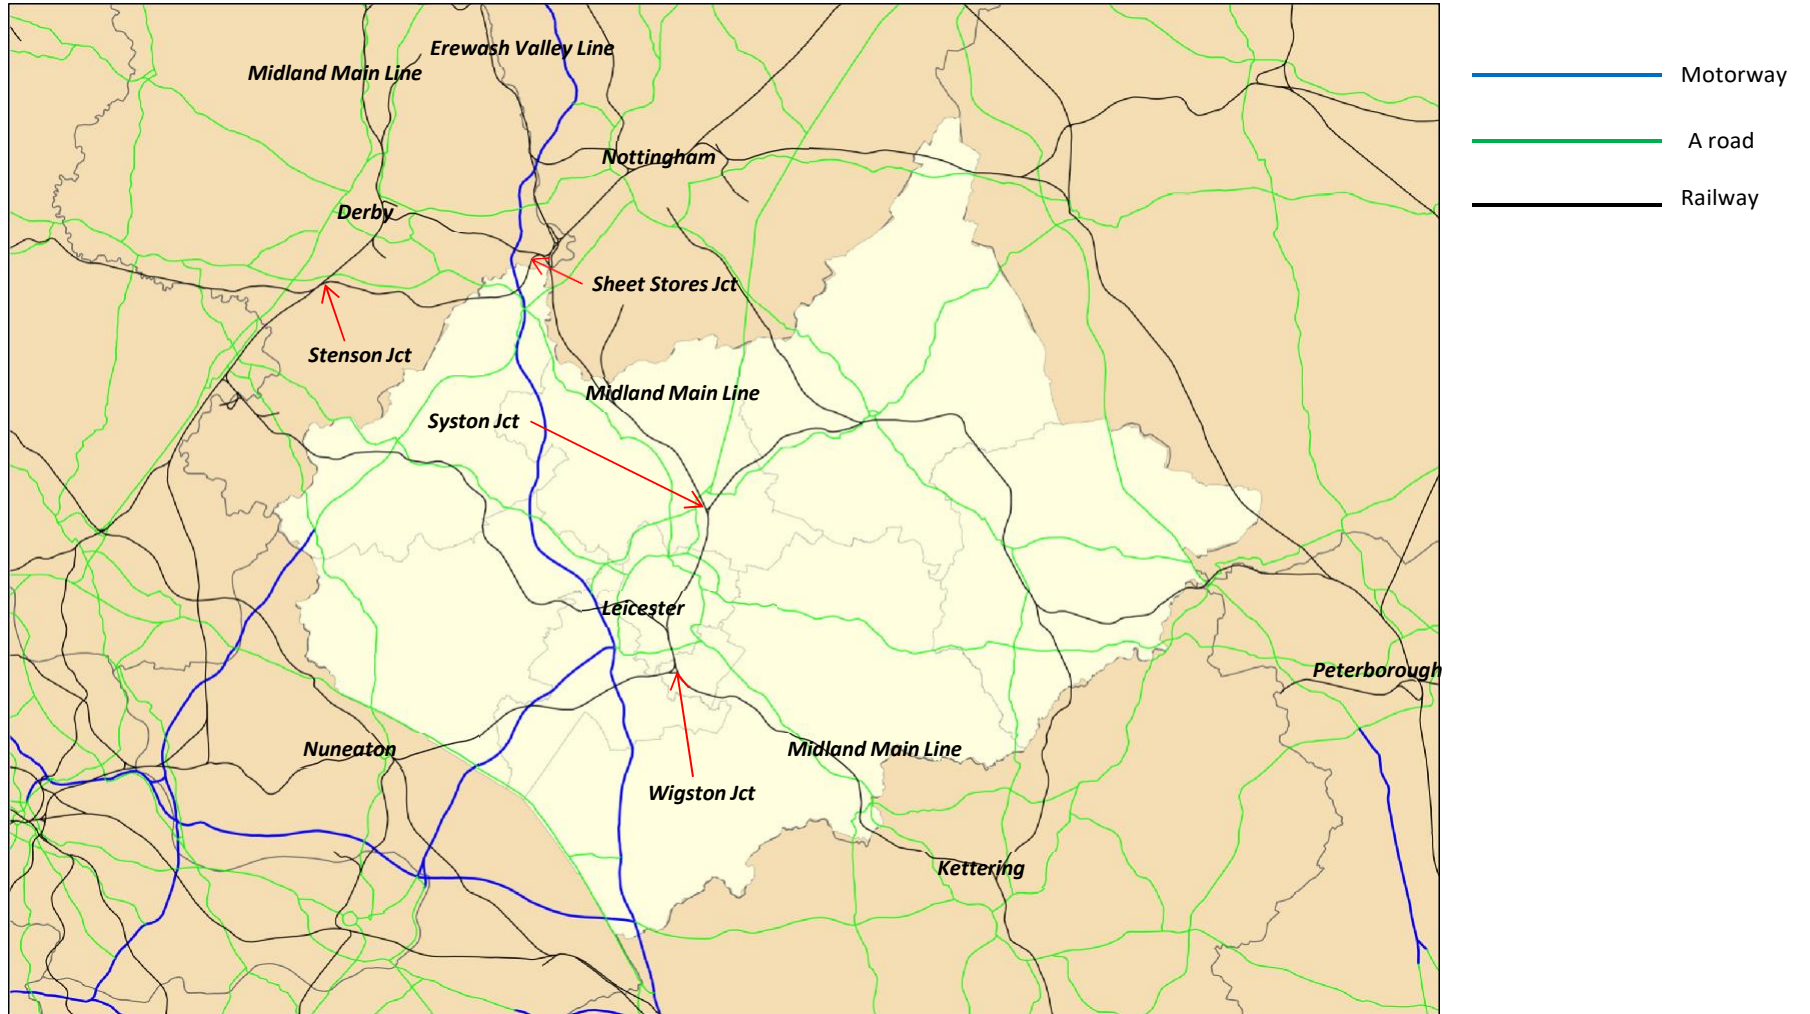 Erewash Valley Line
Midland Main Line
Motorway
A road
Nottingham
Railway
Derby
Sheet Stores Jct
Stenson Jct
Midland Main Line
Syston Jct
Leicester
Peterborough
Nuneaton
Midland Main Line
Wigston Jct
Kettering